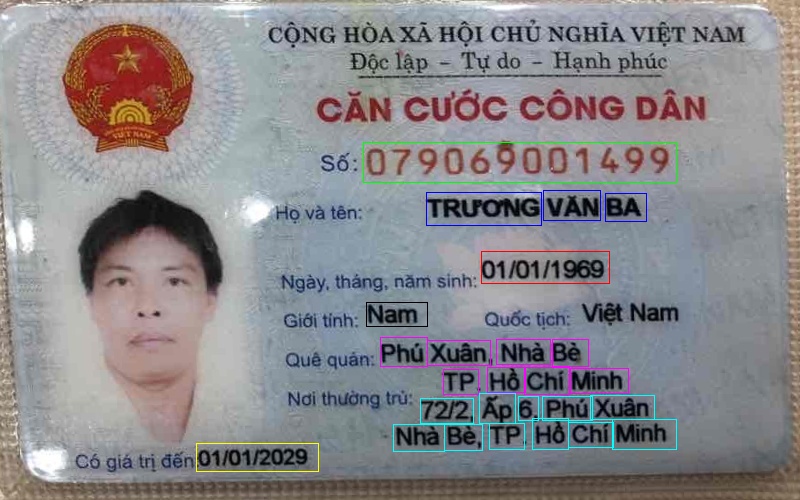 CỘNG HÒA XÃ HỘI CHỦ NGHĨA VIỆT NAM
Độc lập – Tự do – Hạnh phúc
CĂN CƯỚC CÔNG DÂN
Số: 079069001499
Họ và tên: TRƯƠNG VĂN BA
Ngày, tháng, năm sinh: 01/01/1969
Giới tính: Nam Quốc tịch: Việt Nam
Quê quán: Phú Xuân, Nhà Bè
TP. Hồ Chí Minh
Nơi thường trú: 72/2, Ấp 6, Phú Xuân
Nhà Bè, TP. Hồ Chí Minh
Có giá trị đến: 01/01/2029
VIỆT NAM